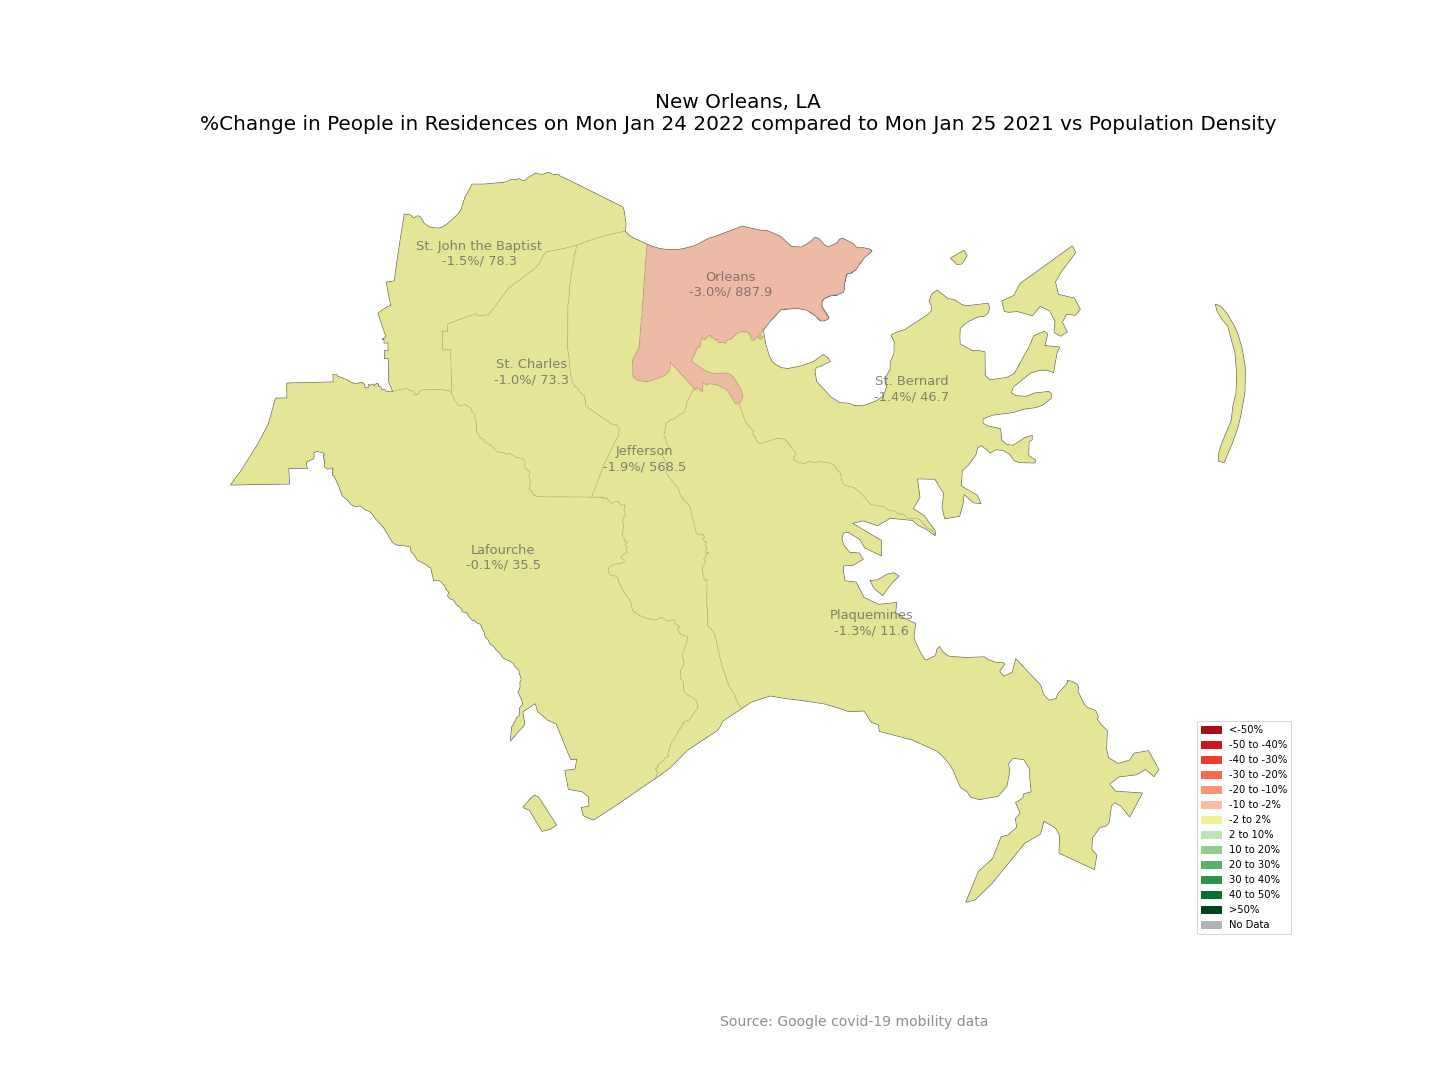 New Orleans, LA
%Change in People in Residences on Mon Jan 24 2022 compared to Mon Jan 25 2021 vs Population Density
St. John the Baptist
-1.5%/ 78.3
Orleans
-3.0%/ 887.9
St. Charles
-1.0%/ 73.3
St. Bernard
-1.4%/ 46.7
Jefferson
-1.9%/ 568.5
Lafourche
-0.1%/ 35.5
Plaquemines
-1.3%/ 11.6
<-50%
-50 to -40%
-40 to -30%
-30 to -20%
-20 to -10%
-10 to -2%
-2 to 2%
2 to 10%
10 to 20%
20 to 30%
30 to 40%
40 to 50%
>50%
No Data
Source: Google covid-19 mobility data